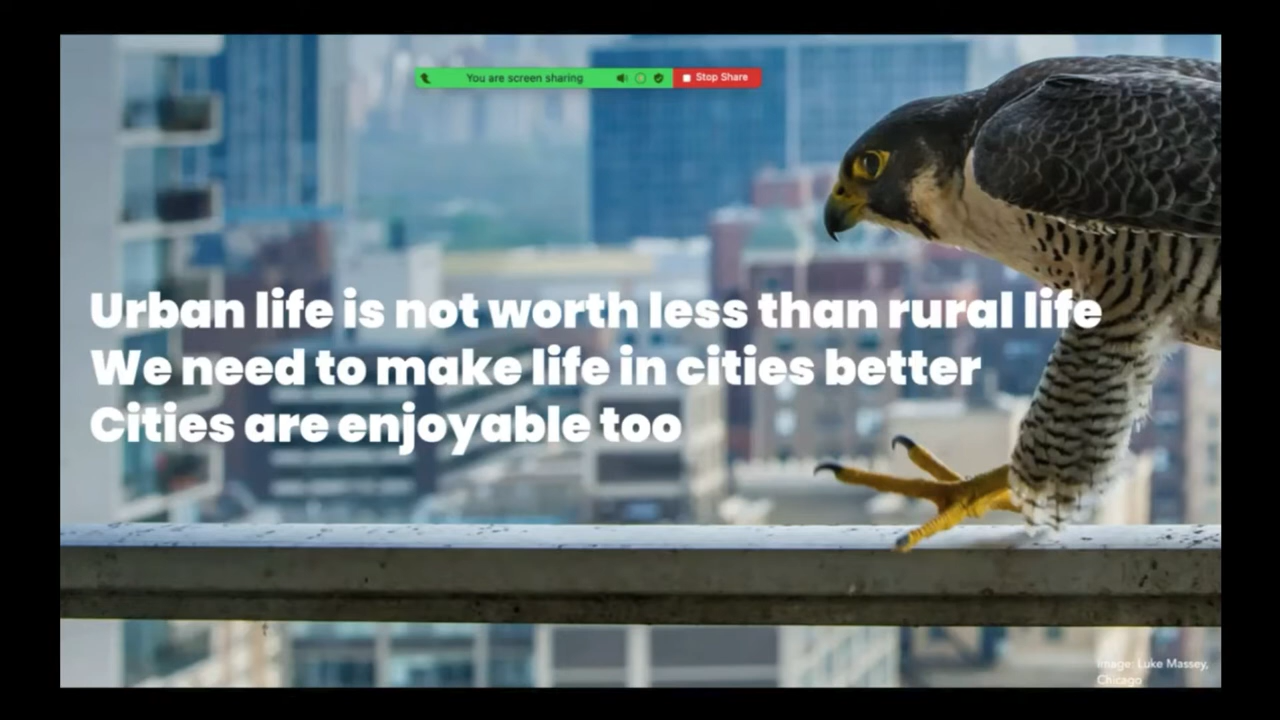 You are screen sharing
Stop Share
Urban life is not worth less than rural life
We need to make life in cities better
Cities are enjoyable too
Image: Luke Massey,
Chicago